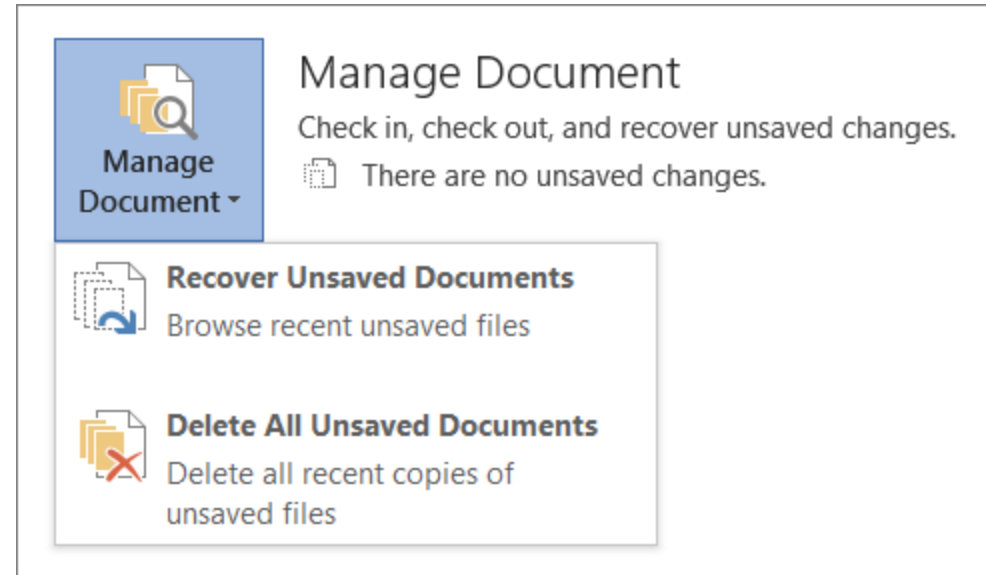 Manage
Document
Manage Document
Check in, check out, and recover unsaved changes.
There are no unsaved changes.
Recover Unsaved Documents
Browse recent unsaved files
Delete All Unsaved Documents
Delete all recent copies of
unsaved files